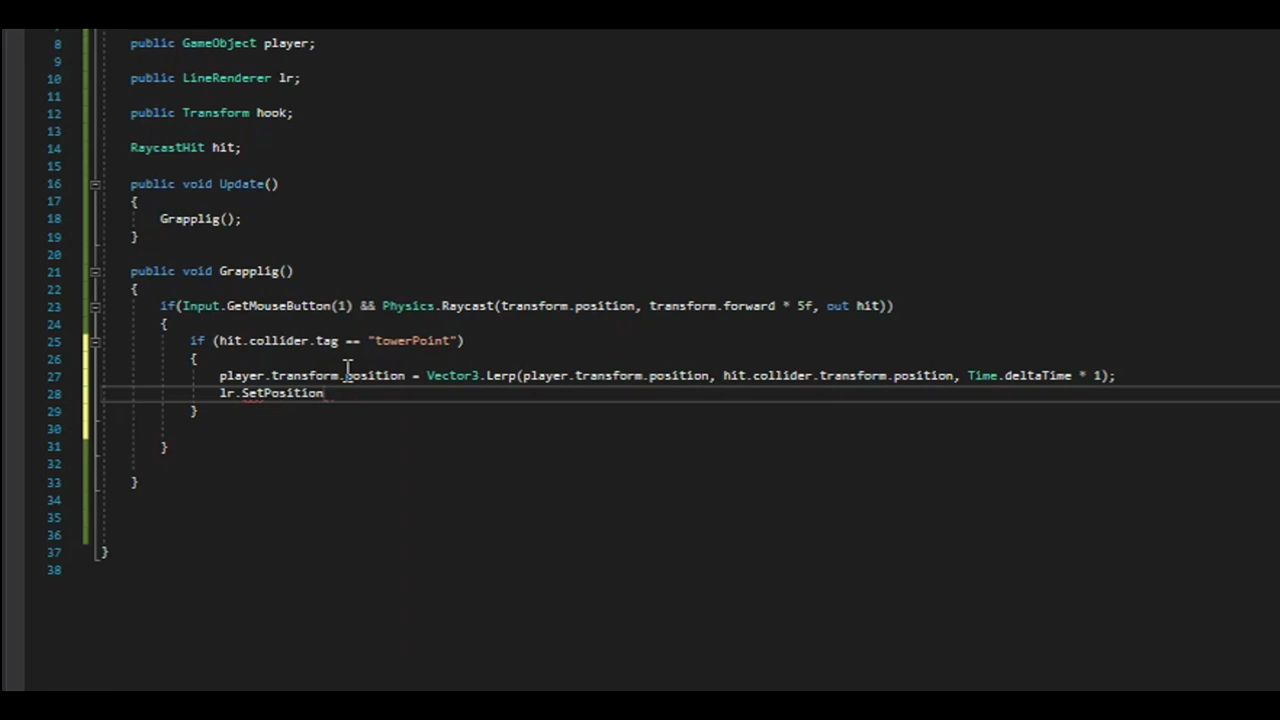 8 public GameObject player;
9
10 public LineRenderer lr;
11
12 public Transform hook;
13
14 RaycastHit hit;
15
16 public void Update()
17 {
18 Grapplig();
19 }
20
21 public void Grapplig()
22 {
23 if(Input.GetMouseButton(1) && Physics.Raycast(transform.position, transform.forward * 5f, out hit))
24 {
25 if (hit.collider.tag == "towerPoint")
26 {
27 player.transform.position = Vector3.Lerp(player.transform.position, hit.collider.transform.position, Time.deltaTime * 1);
28 lr.SetPosition
29 }
30
31 }
32
33 }
34
35
36
37 }
38